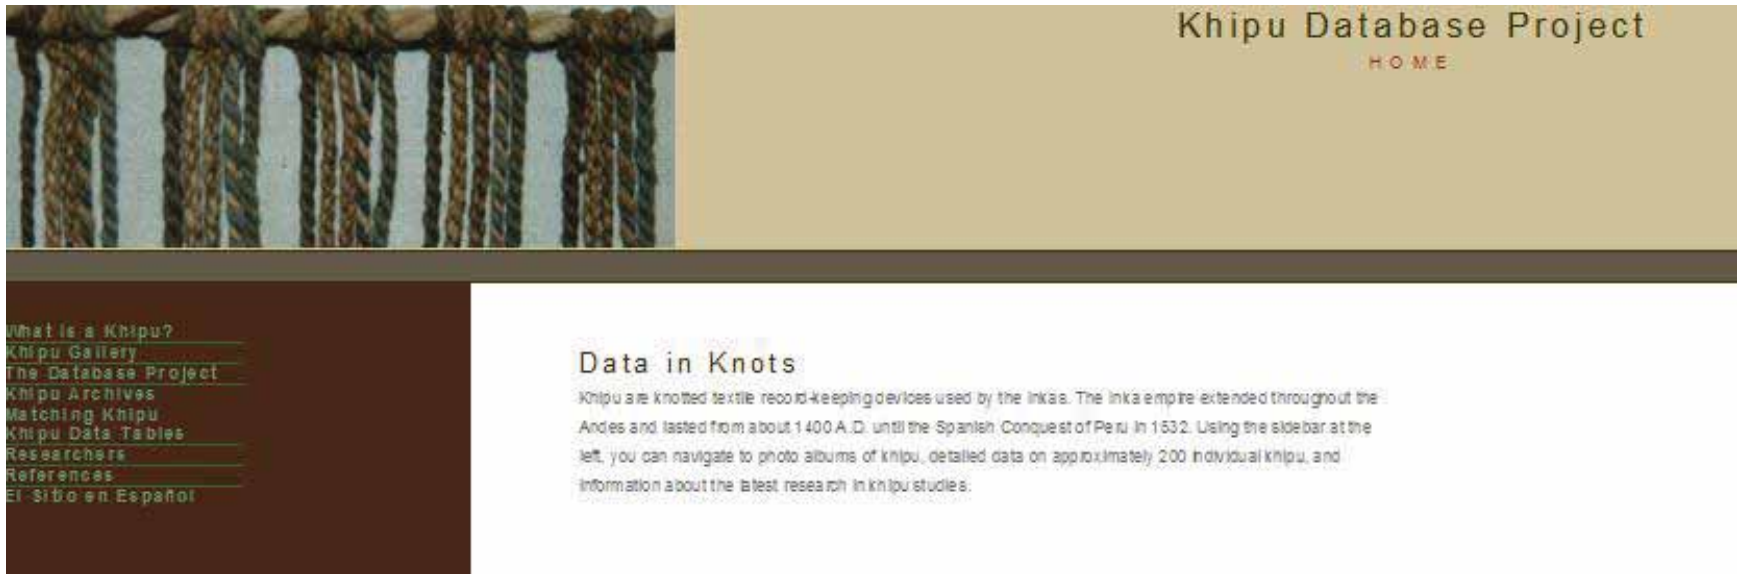 Khipu Database Project
HOME
What is a Khipu?
Khipu Gallery
The Database Project
Khipu Archives
Matching Khipu
Khipu Data Tables
Researchers
References
El Sitio en Español
Data in Knots
Khipu are knotted textile record-keeping devices used by the Inkas. The Inka empire extended throughout the
Andes and lasted from about 1400 A.D. until the Spanish Conquest of Peru in 1532. Using the sidebar at the
left, you can navigate to photo albums of khipu, detailed data on approximately 200 individual khipu, and
information about the latest research in khipu studies.